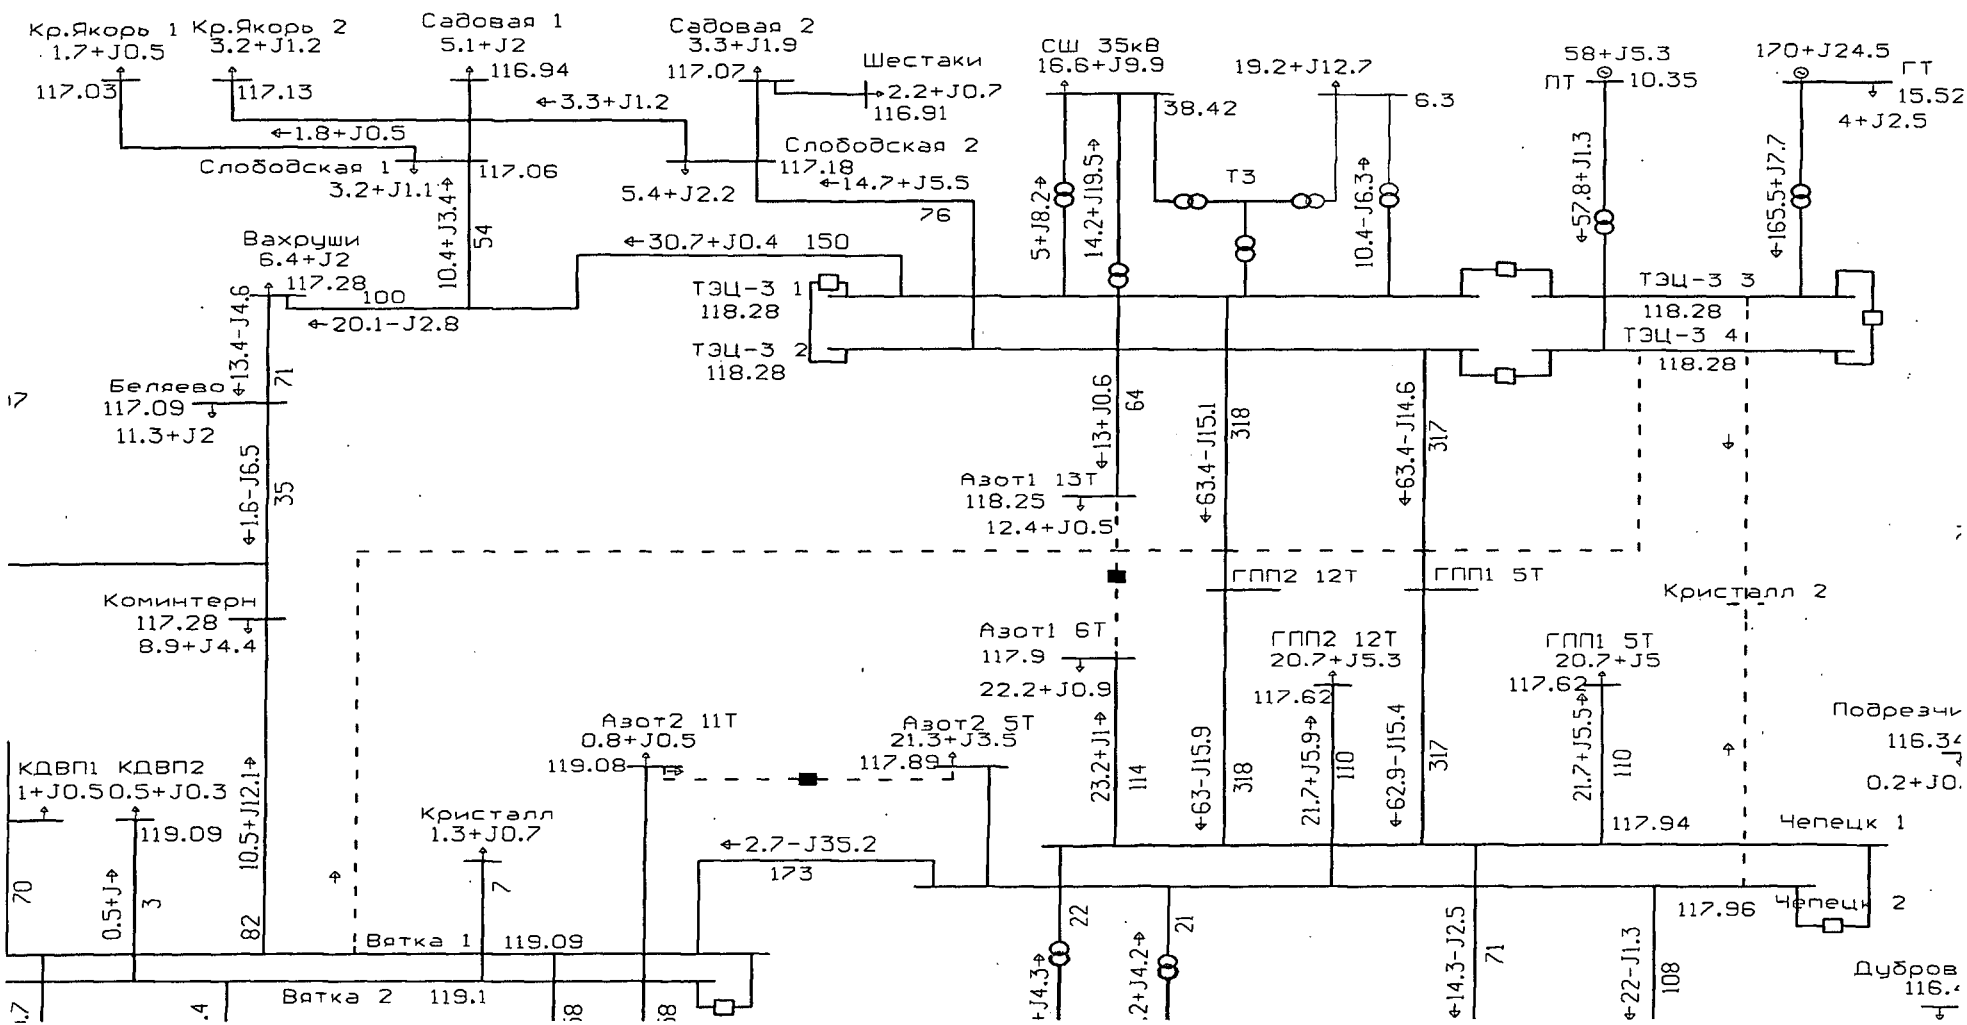 Кр.Якорь 1
1.7+J0.5
117.03
Кр.Якорь 2
3.2+J1.2
117.13
Садовая 1
5.1+J2
116.94
Садовая 2
3.3+J1.9
117.07
Шестаки
2.2+J0.7
116.91
3.3+J1.2
1.8+J0.5
Слободская 1
117.06
3.2+J1.1
Слободская 2
117.18
14.7+J5.5
5.4+J2.2
76
10.4+J3.4
54
СШ 35кВ
16.6+J9.9
38.42
19.2+J12.7
6.3
58+J5.3
ПТ
10.35
170+J24.5
ГТ
15.52
4+J2.5
5+J8.2
14.2+J19.5
Т3
10.4-J6.3
57.8+J1.3
165.5+J7.7
Вахруши
6.4+J2
117.28
100
20.1-J2.8
30.7+J0.4 150
ТЭЦ-3 1
118.28
ТЭЦ-3 2
118.28
ТЭЦ-3 3
118.28
ТЭЦ-3 4
118.28
13.4-J4.6
71
Беляево
117.09
11.3+J2
1.6-J6.5
35
13+J0.6
64
63.4-J15.1
318
63.4-J14.6
317
Азот1 13Т
118.25
12.4+J0.5
ГПП2 12Т
ГПП1 5Т
Кристалл 2
Коминтерн
117.28
8.9+J4.4
Азот1 6Т
117.9
22.2+J0.9
ГПП2 12Т
20.7+J5.3
117.62
ГПП1 5Т
20.7+J5
117.62
Азот2 11Т
0.8+J0.5
119.08
Азот2 5Т
21.3+J3.5
117.89
23.2+J1
114
63-J15.9
318
21.7+J5.9
110
62.9-J15.4
317
21.7+J5.5
110
Подрезчи
116.34
0.2+J0.
КДВП1
1+J0.5
КДВП2
0.5+J0.3
119.09
10.5+J12.1
82
Кристалл
1.3+J0.7
7
2.7-J35.2
173
117.94
Чепецк 1
70
0.5+J
3
117.96
Чепецк 2
Вятка 1
119.09
Вятка 2
119.1
22
21
+J4.3
.2+J4.2
14.3-J2.5
71
22-J1.3
108
Дубров
116.